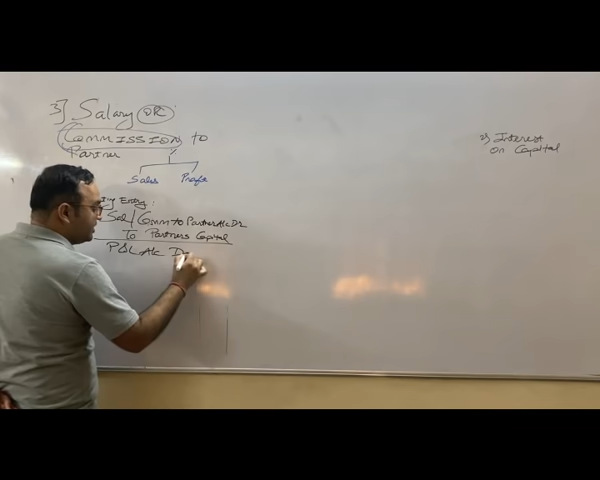 3] Salary OR
Commission to
Partner
Sales Profit
Entry:
Sal/Comm to Partner A/c Dr
To Partners Capital
P&L A/c D
2) Interest
on Capital